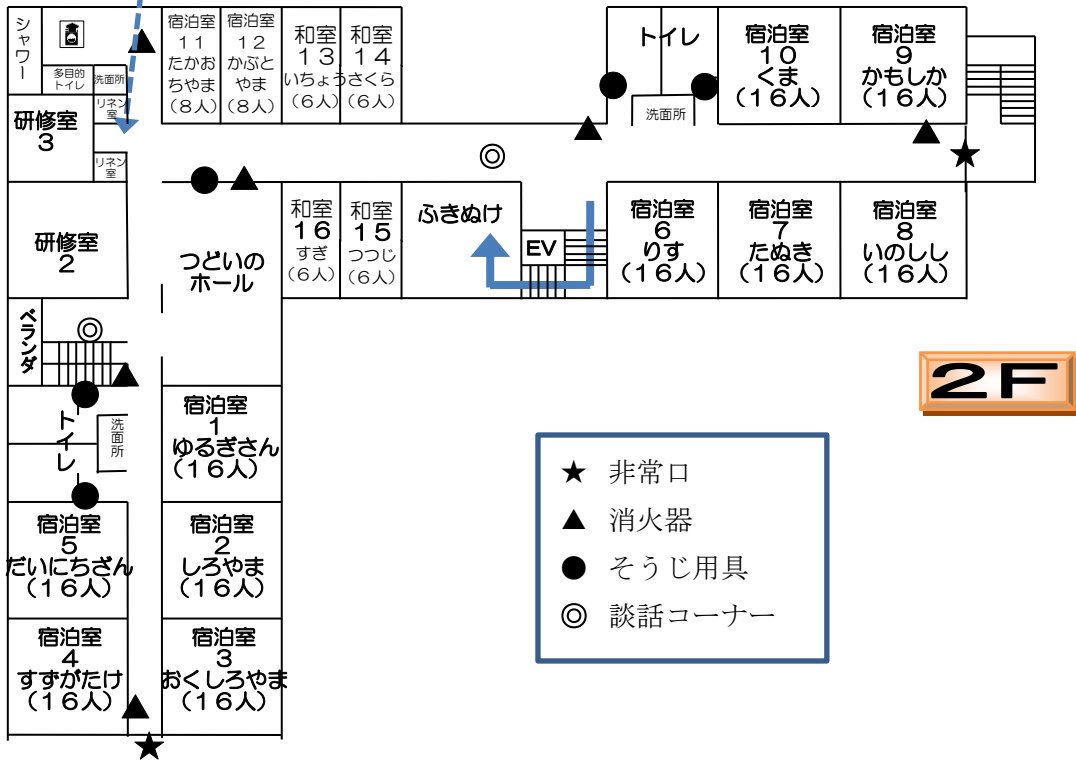 シャワー
多目的
トイレ
洗面所
リネン
室
研修室
3
リネン
室
宿泊室
11
たかお
ちやま
(8人)
宿泊室
12
かぶと
やま
(8人)
和室
13
いちょう
(6人)
和室
14
さくら
(6人)
トイレ
洗面所
宿泊室
10
くま
(16人)
宿泊室
9
かもしか
(16人)
研修室
2
つどいの
ホール
和室
16
すぎ
(6人)
和室
15
つつじ
(6人)
ふきぬけ
EV
宿泊室
6
りす
(16人)
宿泊室
7
たぬき
(16人)
宿泊室
8
いのしし
(16人)
ベランダ
2F
トイレ
洗面所
宿泊室
1
ゆるぎさん
(16人)
宿泊室
5
だいにちざん
(16人)
宿泊室
2
しろやま
(16人)
宿泊室
4
すずがたけ
(16人)
宿泊室
3
おくしろやま
(16人)
★ 非常口
▲ 消火器
● そうじ用具
◎ 談話コーナー